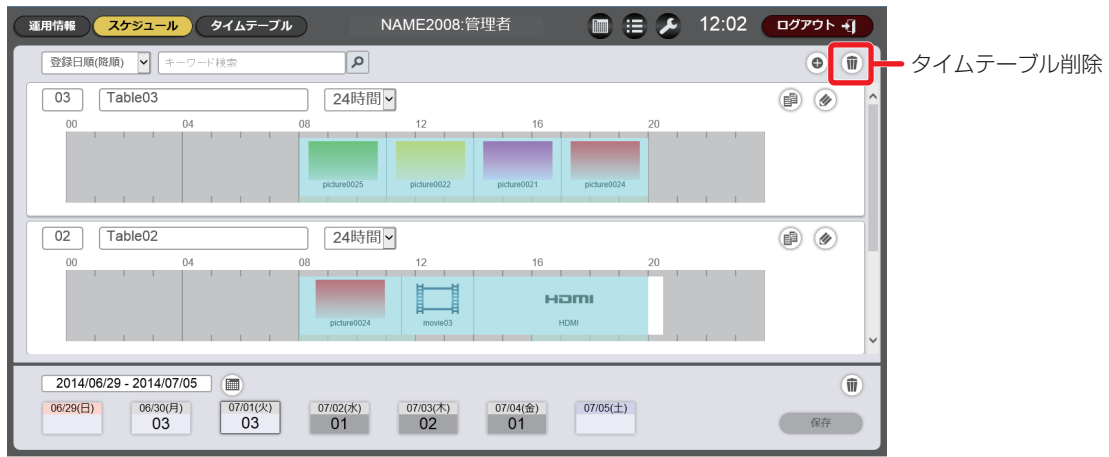 運用情報 スケジュール タイムテーブル NAME2008:管理者 12:02 ログアウト
登録日順(降順) キーワード検索 タイムテーブル削除
03 Table03 24時間
00 04 08 12 16 20
picture0025 picture0022 picture0021 picture0024
02 Table02 24時間
00 04 08 12 16 20
HDMI
picture0024 movie03 HDMI
2014/06/29 - 2014/07/05
06/29(日) 06/30(月) 07/01(火) 07/02(水) 07/03(木) 07/04(金) 07/05(土)
03 03 01 02 01 保存